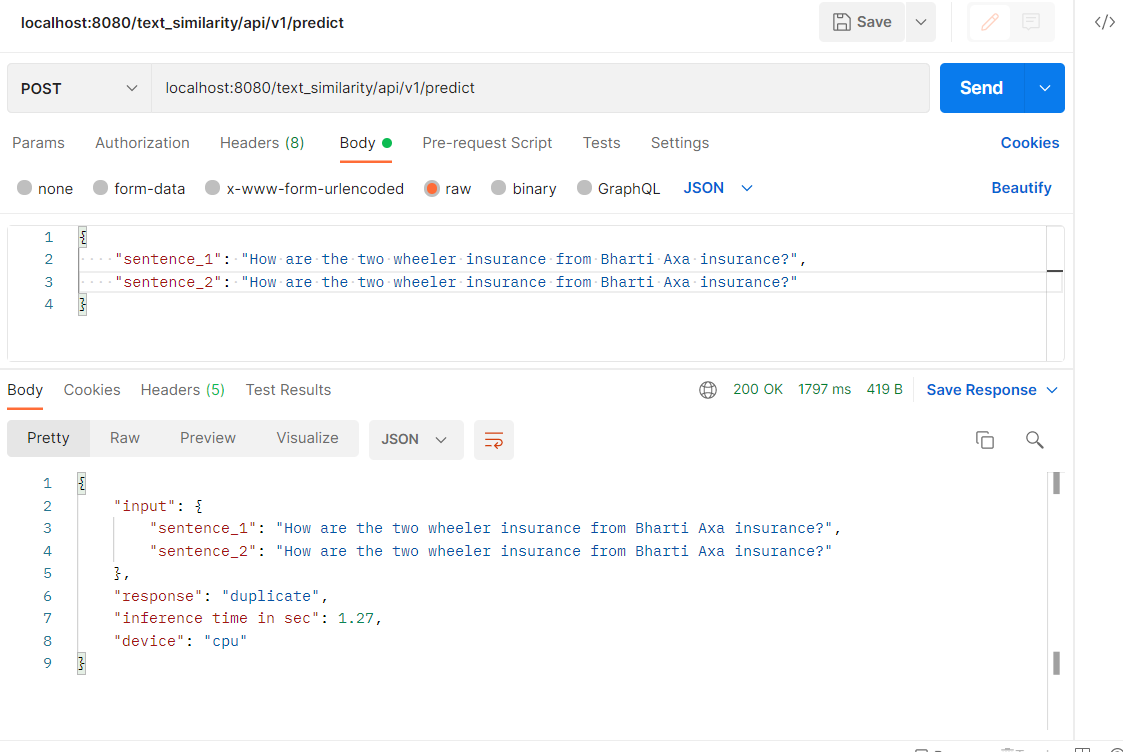 localhost:8080/text_similarity/api/v1/predict
Save
</>
POST
localhost:8080/text_similarity/api/v1/predict
Send
Params Authorization Headers (8) Body Pre-request Script Tests Settings Cookies
none form-data x-www-form-urlencoded raw binary GraphQL JSON Beautify
1 {
2 "sentence_1": "How are the two wheeler insurance from Bharti Axa insurance?",
3 "sentence_2": "How are the two wheeler insurance from Bharti Axa insurance?"
4 }
Body Cookies Headers (5) Test Results 200 OK 1797 ms 419 B Save Response
Pretty Raw Preview Visualize JSON
1 {
2 "input": {
3 "sentence_1": "How are the two wheeler insurance from Bharti Axa insurance?",
4 "sentence_2": "How are the two wheeler insurance from Bharti Axa insurance?"
5 },
6 "response": "duplicate",
7 "inference time in sec": 1.27,
8 "device": "cpu"
9 }